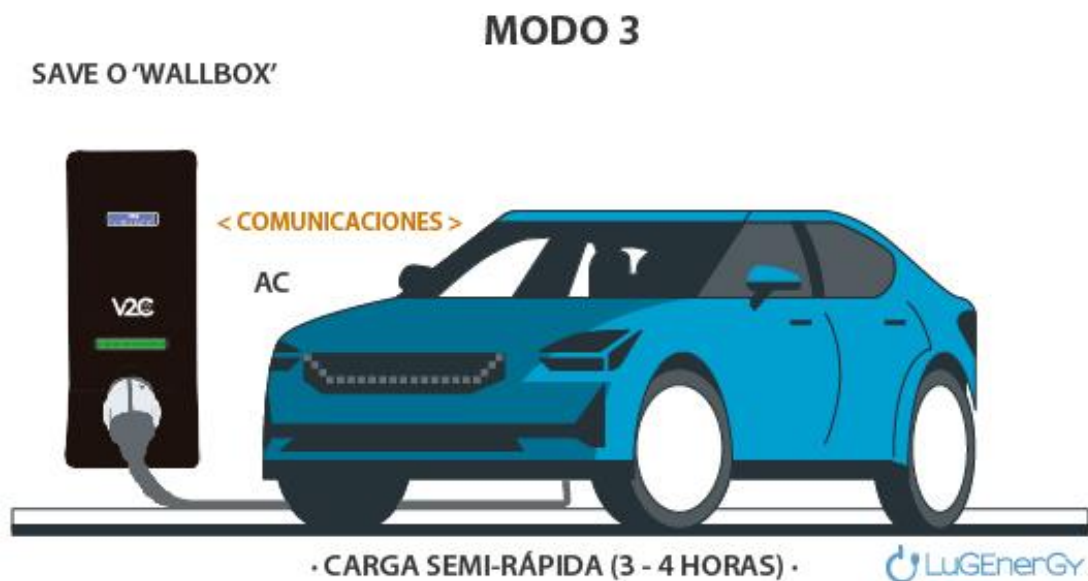 MODO 3
SAVE O 'WALLBOX'
< COMUNICACIONES >
AC
V2C
· CARGA SEMI-RÁPIDA (3 - 4 HORAS) ·
LuGEnerGy